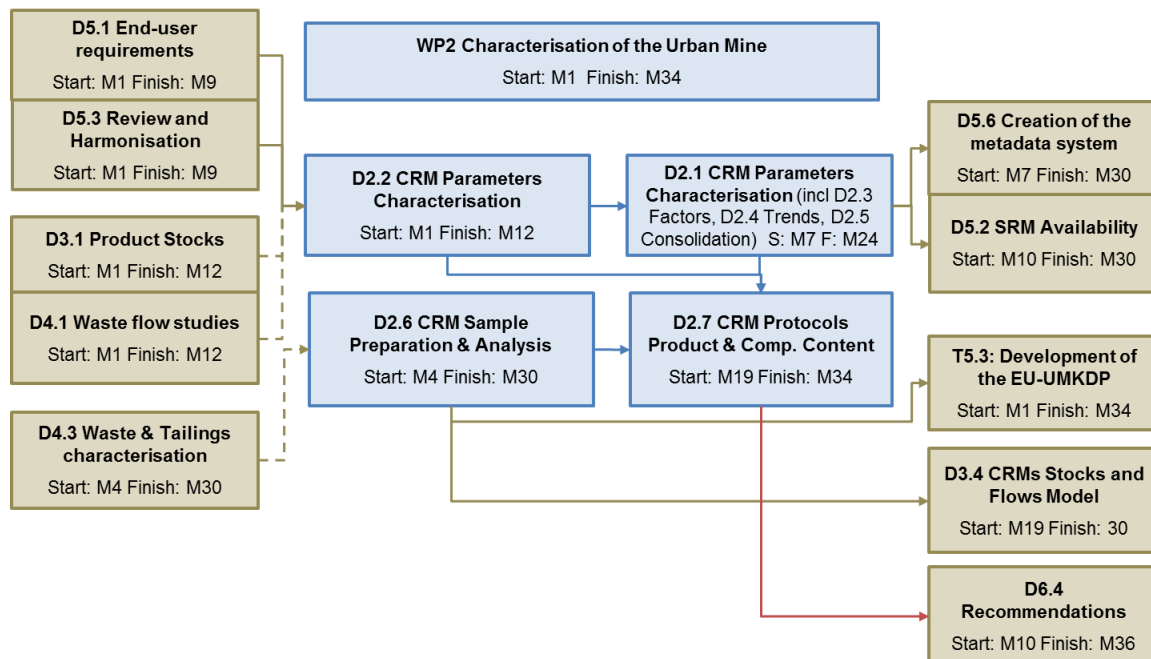 D5.1 End-user
requirements
Start: M1 Finish: M9
D5.3 Review and
Harmonisation
Start: M1 Finish: M9
D3.1 Product Stocks
Start: M1 Finish: M12
D4.1 Waste flow studies
Start: M1 Finish: M12
D4.3 Waste & Tailings
characterisation
Start: M4 Finish: M30
WP2 Characterisation of the Urban Mine
Start: M1 Finish: M34
D2.2 CRM Parameters
Characterisation
Start: M1 Finish: M12
D2.1 CRM Parameters
Characterisation (incl D2.3
Factors, D2.4 Trends, D2.5
Consolidation) S: M7 F: M24
D2.6 CRM Sample
Preparation & Analysis
Start: M4 Finish: M30
D2.7 CRM Protocols
Product & Comp. Content
Start: M19 Finish: M34
D5.6 Creation of the
metadata system
Start: M7 Finish: M30
D5.2 SRM Availability
Start: M10 Finish: M30
T5.3: Development of
the EU-UMKDP
Start: M1 Finish: M34
D3.4 CRMs Stocks and
Flows Model
Start: M19 Finish: 30
D6.4
Recommendations
Start: M10 Finish: M36